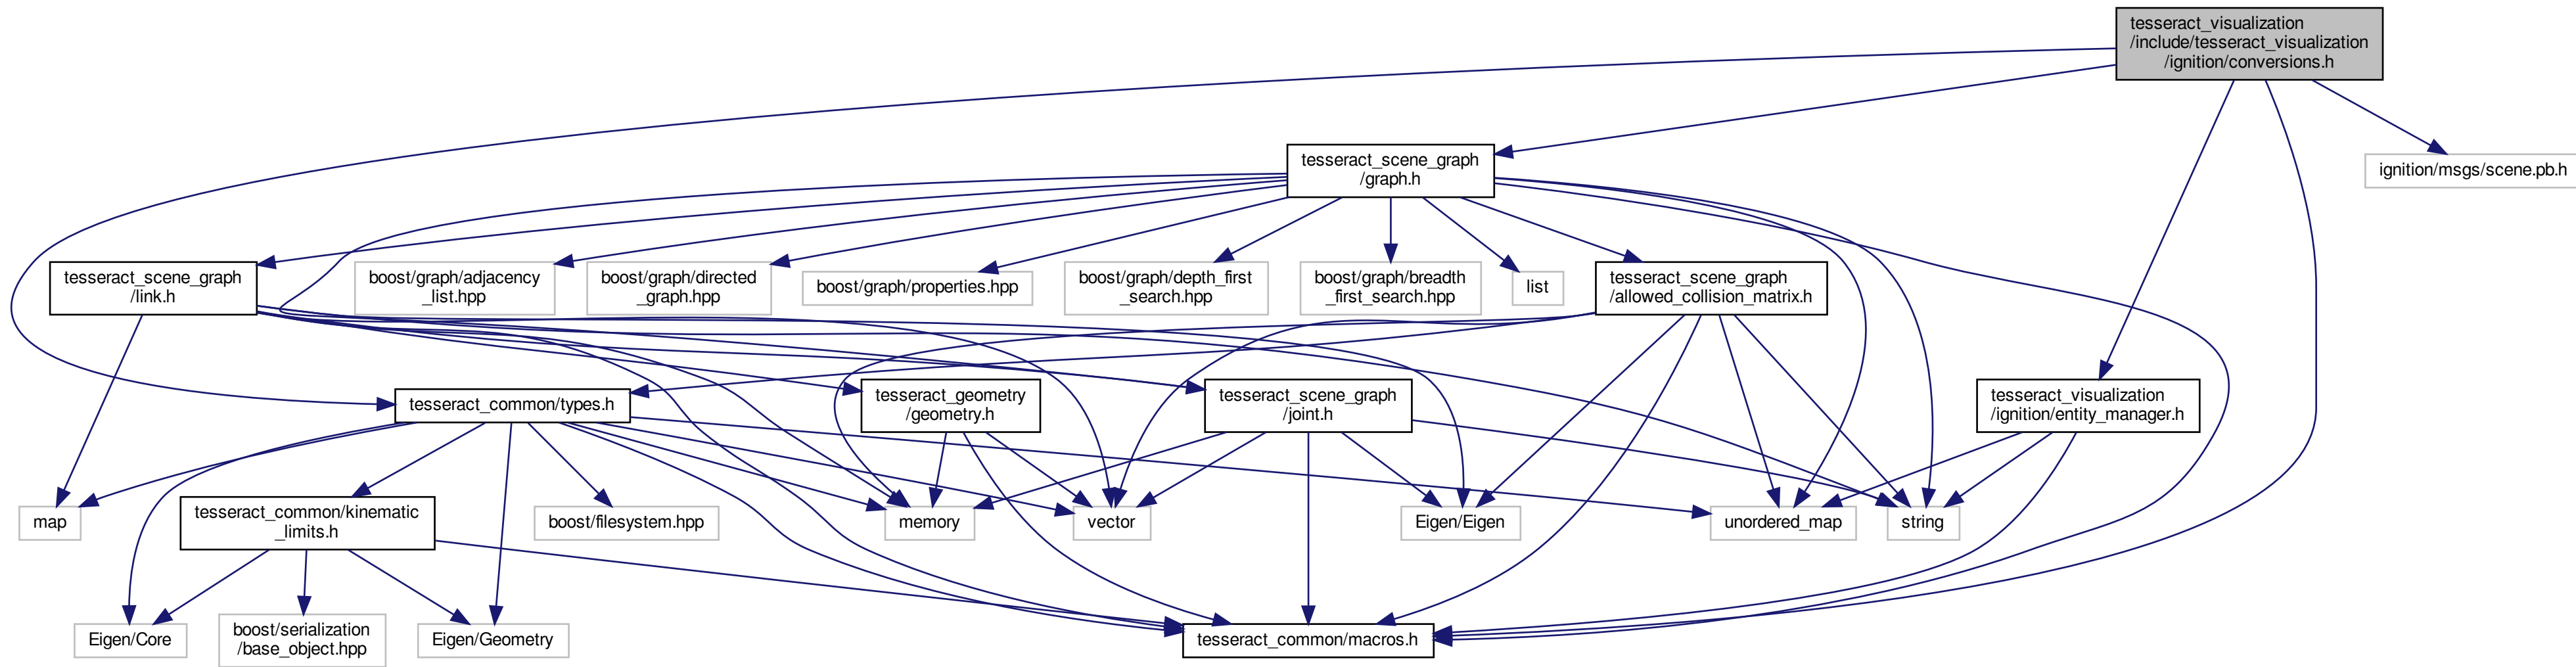 tesseract_visualization
/include/tesseract_visualization
/ignition/conversions.h
tesseract_scene_graph
/graph.h
ignition/msgs/scene.pb.h
tesseract_scene_graph
/link.h
boost/graph/adjacency
_list.hpp
boost/graph/directed
_graph.hpp
boost/graph/properties.hpp
boost/graph/depth_first
_search.hpp
boost/graph/breadth
_first_search.hpp
list
tesseract_scene_graph
/allowed_collision_matrix.h
tesseract_common/types.h
tesseract_geometry
/geometry.h
tesseract_scene_graph
/joint.h
tesseract_visualization
/ignition/entity_manager.h
map
tesseract_common/kinematic
_limits.h
boost/filesystem.hpp
memory
vector
Eigen/Eigen
unordered_map
string
Eigen/Core
boost/serialization
/base_object.hpp
Eigen/Geometry
tesseract_common/macros.h